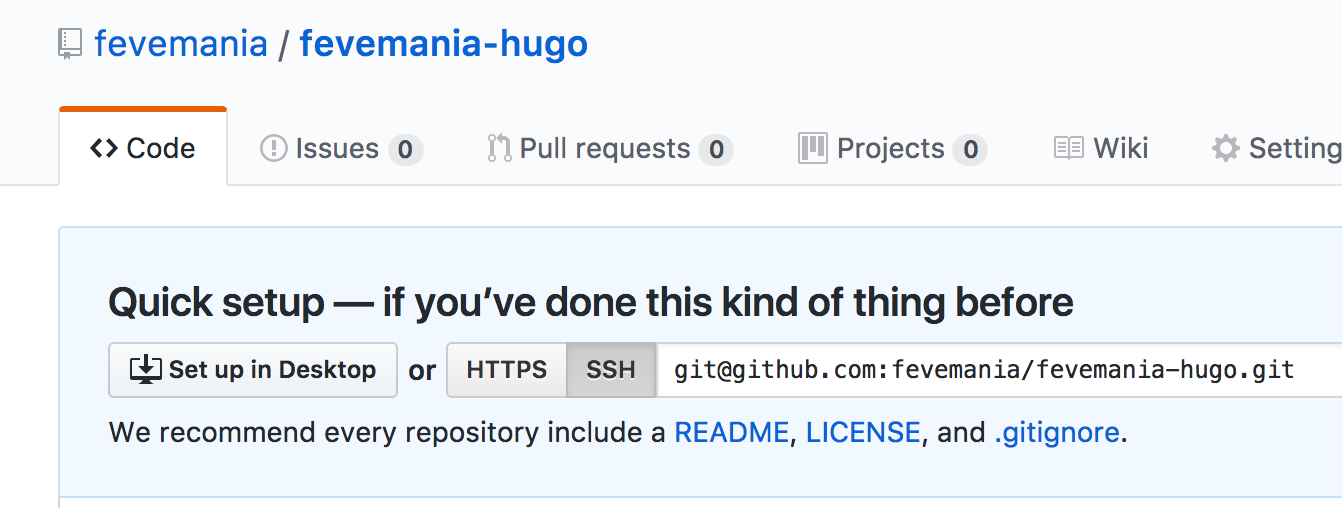 fevemania / fevemania-hugo
Code Issues 0 Pull requests 0 Projects 0 Wiki Setting
Quick setup — if you’ve done this kind of thing before
Set up in Desktop or HTTPS SSH git@github.com:fevemania/fevemania-hugo.git
We recommend every repository include a README, LICENSE, and .gitignore.